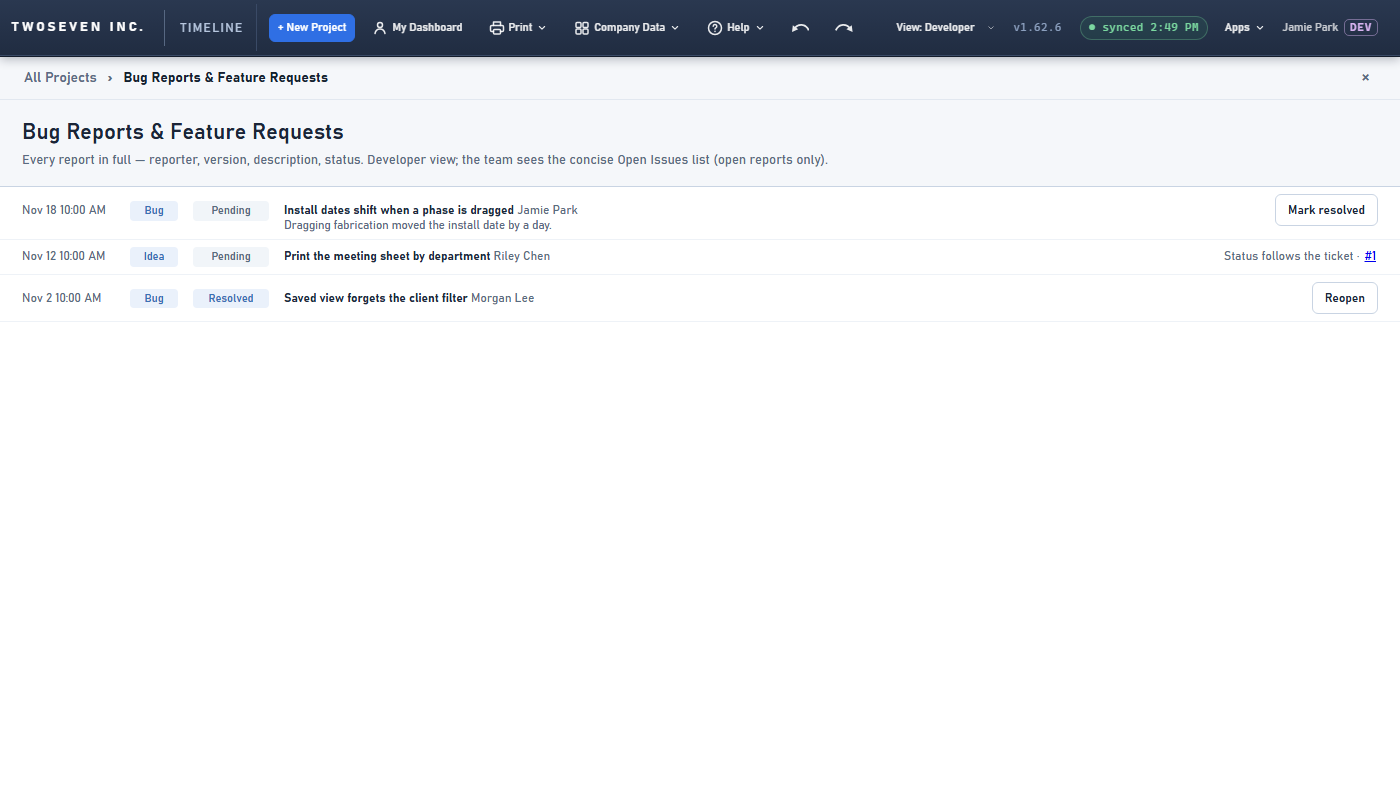 TWOSEVEN INC. TIMELINE + New Project My Dashboard Print Company Data Help View: Developer v1.62.6 synced 2:49 PM Apps Jamie Park DEV
All Projects › Bug Reports & Feature Requests ×
Bug Reports & Feature Requests
Every report in full — reporter, version, description, status. Developer view; the team sees the concise Open Issues list (open reports only).
Nov 18 10:00 AM Bug Pending Install dates shift when a phase is dragged Jamie Park Mark resolved
Dragging fabrication moved the install date by a day.
Nov 12 10:00 AM Idea Pending Print the meeting sheet by department Riley Chen Status follows the ticket · #1
Nov 2 10:00 AM Bug Resolved Saved view forgets the client filter Morgan Lee Reopen